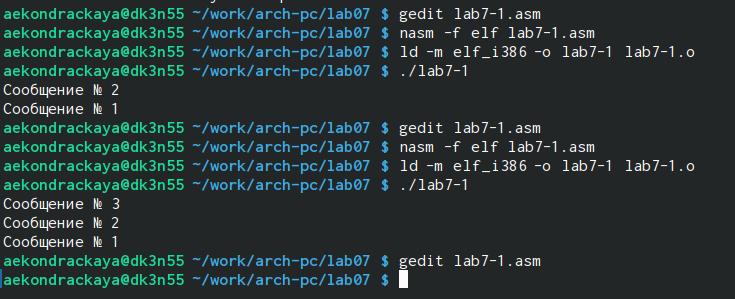 aekondrackaya@dk3n55 ~/work/arch-pc/lab07 $ gedit lab7-1.asm
aekondrackaya@dk3n55 ~/work/arch-pc/lab07 $ nasm -f elf lab7-1.asm
aekondrackaya@dk3n55 ~/work/arch-pc/lab07 $ ld -m elf_i386 -o lab7-1 lab7-1.o
aekondrackaya@dk3n55 ~/work/arch-pc/lab07 $ ./lab7-1
Сообщение № 2
Сообщение № 1
aekondrackaya@dk3n55 ~/work/arch-pc/lab07 $ gedit lab7-1.asm
aekondrackaya@dk3n55 ~/work/arch-pc/lab07 $ nasm -f elf lab7-1.asm
aekondrackaya@dk3n55 ~/work/arch-pc/lab07 $ ld -m elf_i386 -o lab7-1 lab7-1.o
aekondrackaya@dk3n55 ~/work/arch-pc/lab07 $ ./lab7-1
Сообщение № 3
Сообщение № 2
Сообщение № 1
aekondrackaya@dk3n55 ~/work/arch-pc/lab07 $ gedit lab7-1.asm
aekondrackaya@dk3n55 ~/work/arch-pc/lab07 $